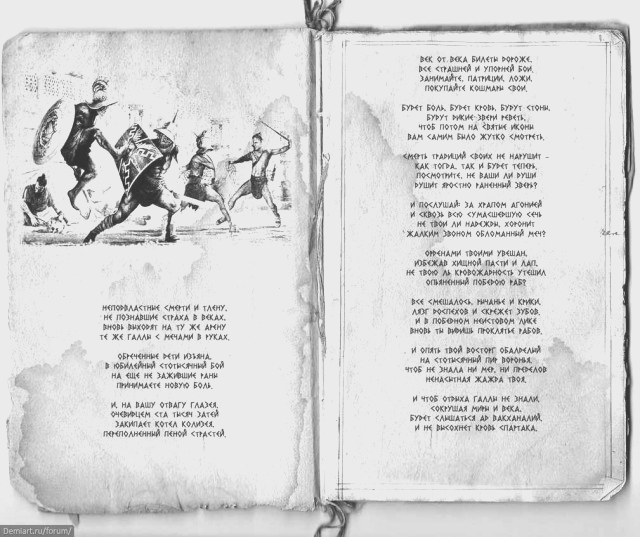 НЕПОДВЛАСТНЫЕ СМЕРТИ И ТЛЕНУ,
НЕ ПОЗНАВШИЕ СТРАХА В ВЕКАХ,
ВНОВЬ ВЫХОДЯТ НА ТУ ЖЕ АРЕНУ
ТЕ ЖЕ ГАЛЛЫ С МЕЧАМИ В РУКАХ.
ОБРЕЧЕННЫЕ ДЕТИ ИЗЪЯНА,
В ЮБИЛЕЙНЫЙ СТОТЫСЯЧНЫЙ БОЙ
НА ЕЩЕ НЕ ЗАЖИВШИЕ РАНЫ
ПРИНИМАЕТЕ НОВУЮ БОЛЬ.
И, НА ВАШУ ОТВАГУ ГЛАЗЕЯ,
ОЧЕВИДЦЕМ СТА ТЫСЯЧ ЗАТЕЙ
ЗАКИПАЕТ КОТЕЛ КОЛИЗЕЯ,
ПЕРЕПОЛНЕННЫЙ ПЕНОЙ СТРАСТЕЙ.
ВЕК ОТ ВЕКА БИЛЕТЫ ДОРОЖЕ,
ВСЕ СТРАШНЕЙ И УПОРНЕЙ БОИ.
ЗАНИМАЙТЕ, ПАТРИЦИИ, ЛОЖИ,
ПОКУПАЙТЕ КОШМАРЫ СВОИ.
БУДЕТ БОЛЬ, БУДЕТ КРОВЬ, БУДУТ СТОНЫ,
БУДУТ ДИКИЕ ЗВЕРИ РЕВЕТЬ,
ЧТОБ ПОТОМ НА СВЯТЫЕ ИКОНЫ
ВАМ САМИМ БЫЛО ЖУТКО СМОТРЕТЬ.
СМЕРТЬ ТРАДИЦИЙ СВОИХ НЕ НАРУШИТ -
КАК ТОГДА, ТАК И БУДЕТ ТЕПЕРЬ,
ПОСМОТРИТЕ, НЕ ВАШИ ЛИ ДУШИ
ДУШИТ ЯРОСТНО РАНЕННЫЙ ЗВЕРЬ?
И ПОСЛУШАЙ: ЗА ХРАПОМ АГОНИЕЙ
И СКВОЗЬ ВСЮ СУМАСШЕДШУЮ СЕЧЬ
НЕ ТВОИ ЛИ НАДЕЖДЫ, ХОРОНИТ
ЖАЛКИМ ЗВОНОМ ОБЛОМАННЫЙ МЕЧ?
ОРДЕНАМИ ТВОИМИ УВЕШАН,
ИЗБЕЖАВ ХИЩНОЙ ПАСТИ И ЛАП,
НЕ ТВОЮ ЛЬ КРОВОЖАДНОСТЬ УТЕШИЛ
ОПЬЯНЕННЫЙ ПОБЕДОЮ РАБ?
ВСЕ СМЕШАЛОСЬ, РЫЧАНЬЕ И КРИКИ,
ЛЯЗГ ДОСПЕХОВ И СКРЕЖЕТ ЗУБОВ,
И В ПОБЕДНОМ НЕИСТОВОМ ЛИКЕ
ВНОВЬ ТЫ ВИДИШЬ ПРОКЛЯТЬЕ РАБОВ.
И ОПЯТЬ ТВОЙ ВОСТОРГ ОБАЛДЕЛЫЙ
НА СТОТЫСЯЧНЫЙ ПИР ВОРОНЬЯ,
ЧТОБ НЕ ЗНАЛА НИ МЕР, НИ ПРЕДЕЛОВ
НЕНАСЫТНАЯ ЖАЖДА ТВОЯ.
И ЧТОБ ОТДЫХА ГАЛЛЫ НЕ ЗНАЛИ,
СОКРУШАЯ МИРЫ И ВЕКА,
БУДЕТ СЛЫШАТЬСЯ АД ВАКХАНАЛИЙ,
И НЕ ВЫСОХНЕТ КРОВЬ СПАРТАКА.
Demiart.ru/forum/